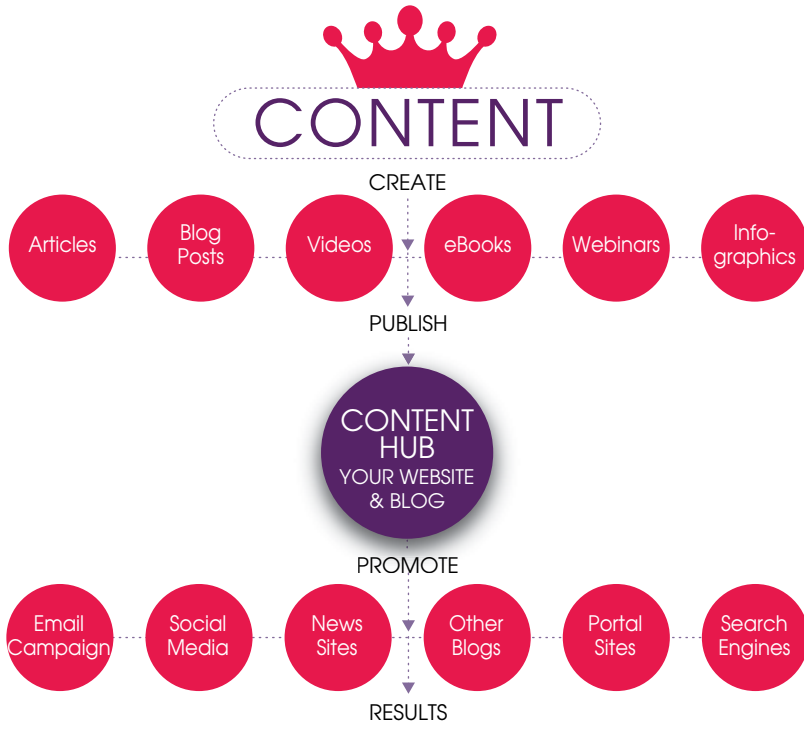 CONTENT
CREATE
Articles
Blog
Posts
Videos
eBooks
Webinars
Info-
graphics
PUBLISH
CONTENT
HUB
YOUR WEBSITE
& BLOG
PROMOTE
Email
Campaign
Social
Media
News
Sites
Other
Blogs
Portal
Sites
Search
Engines
RESULTS